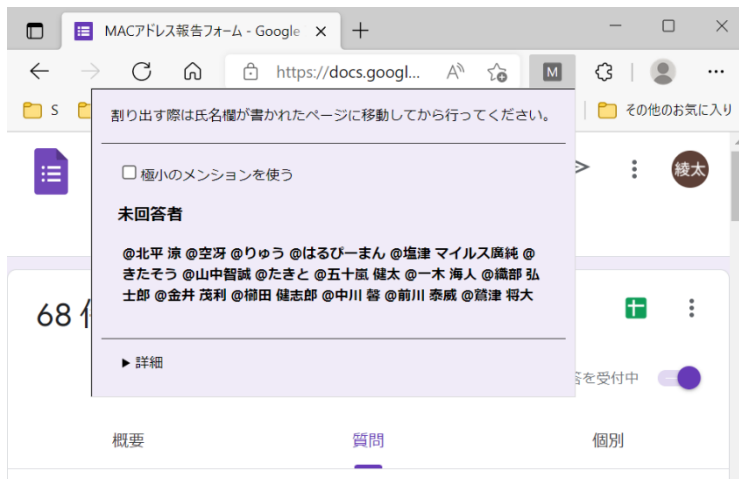 MACアドレス報告フォーム - Google
https://docs.googl...
M
S
その他のお気に入り
割り出す際は氏名欄が書かれたページに移動してから行ってください。
極小のメンションを使う
綾太
未回答者
@北平 涼 @空冴 @りゅう @はるぴーまん @塩津 マイルス廣純 @
きたそう @山中智誠 @たきと @五十嵐 健太 @一木 海人 @織部 弘
士郎 @金井 茂利 @櫛田 健志郎 @中川 馨 @前川 泰威 @鷲津 将大
68
▶ 詳細
答を受付中
概要
質問
個別